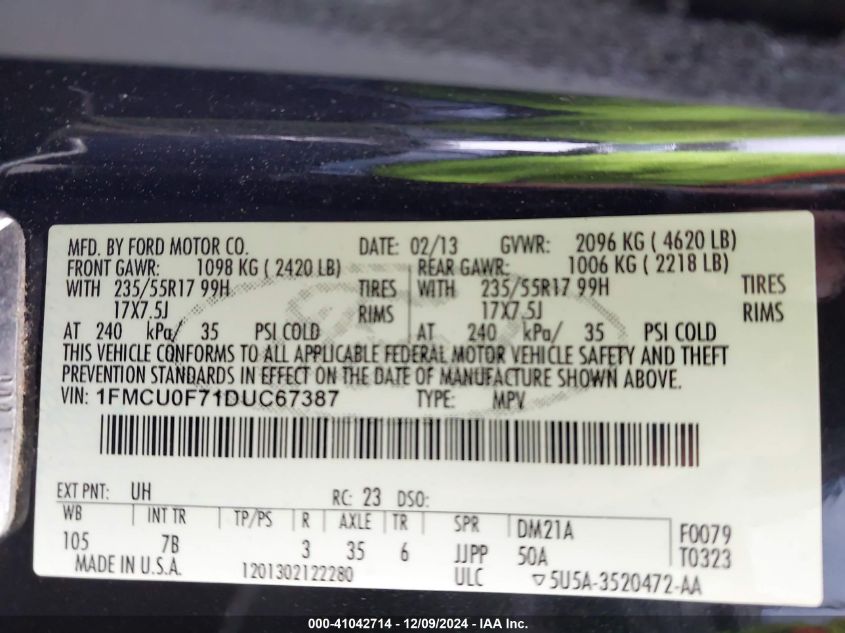 MFD. BY FORD MOTOR CO. DATE: 02/13 GVWR: 2096 KG ( 4620 LB)
FRONT GAWR: 1098 KG ( 2420 LB) REAR GAWR: 1006 KG ( 2218 LB)
WITH 235/55R17 99H TIRES WITH 235/55R17 99H TIRES
17X7.5J RIMS 17X7.5J RIMS
AT 240 kPa/ 35 PSI COLD AT 240 kPa/ 35 PSI COLD
THIS VEHICLE CONFORMS TO ALL APPLICABLE FEDERAL MOTOR VEHICLE SAFETY AND THEFT
PREVENTION STANDARDS IN EFFECT ON THE DATE OF MANUFACTURE SHOWN ABOVE.
VIN: 1FMCU0F71DUC67387 TYPE: MPV
EXT PNT: UH RC: 23 DSO:
WB INT TR TP/PS R AXLE TR SPR DM21A F0079
105 7B 3 35 6 JJPP 50A T0323
MADE IN U.S.A. 1201302122280 ULC ▽5U5A-3520472-AA
000-41042714 - 12/09/2024 - IAA Inc.